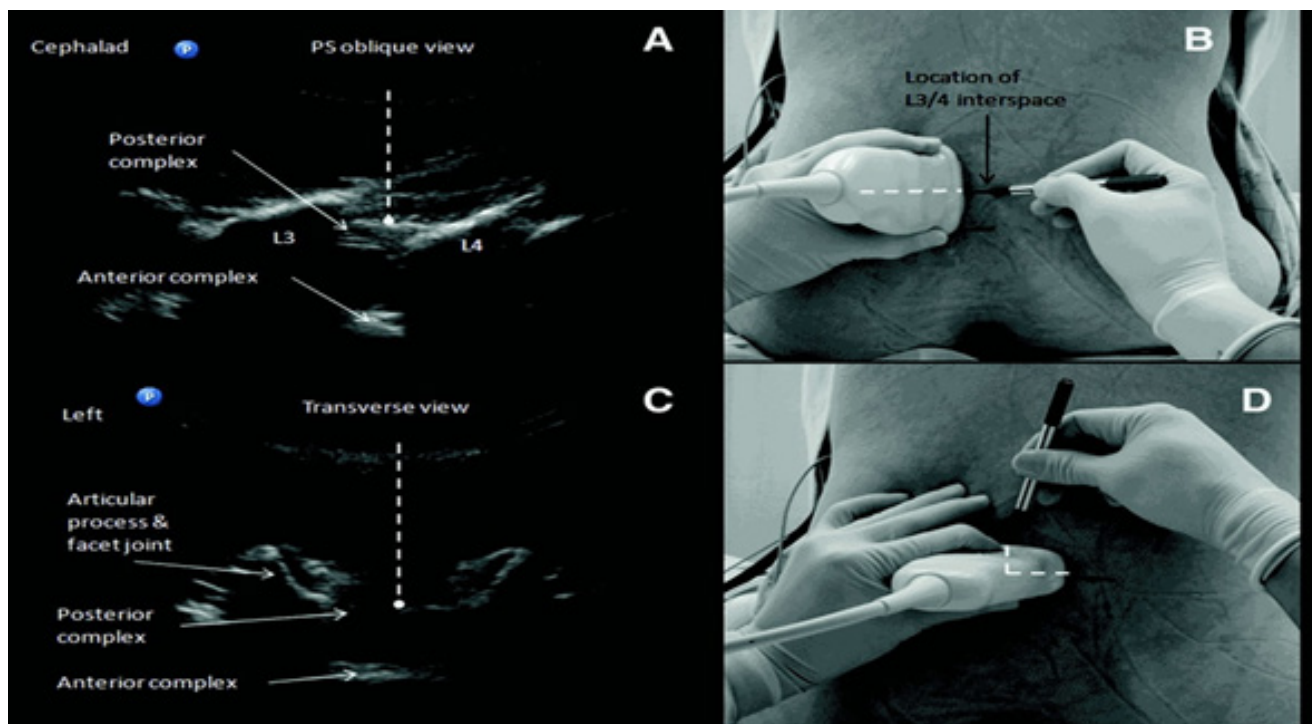 Cephalad
P
PS oblique view
A
Posterior
complex
L3
L4
Anterior complex
B
Location of
L3/4 interspace
P
Left
Transverse view
C
Articular
process &
facet joint
Posterior
complex
Anterior complex
D